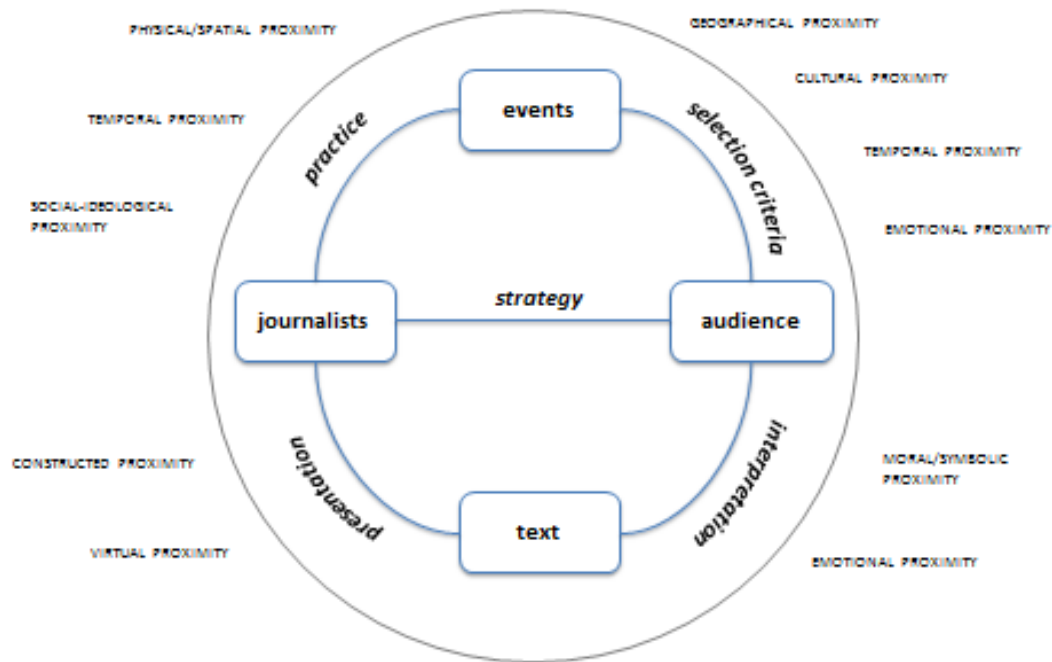 PHYSICAL/SPATIAL PROXIMITY
GEOGRAPHICAL PROXIMITY
CULTURAL PROXIMITY
events
TEMPORAL PROXIMITY
practice
selection criteria
TEMPORAL PROXIMITY
SOCIAL-IDEOLOGICAL
PROXIMITY
EMOTIONAL PROXIMITY
journalists
strategy
audience
CONSTRUCTED PROXIMITY
presentation
interpretation
MORAL/SYMBOLIC
PROXIMITY
text
VIRTUAL PROXIMITY
EMOTIONAL PROXIMITY